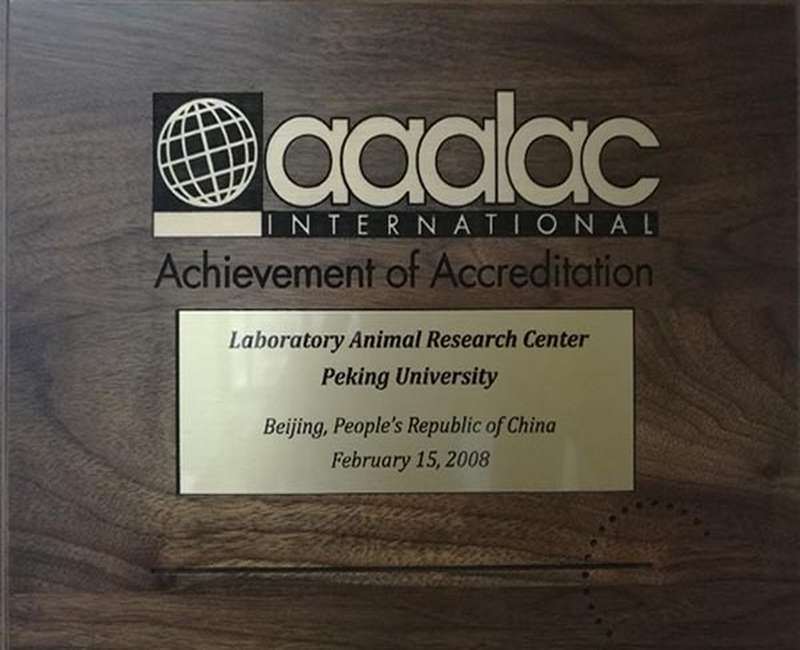 aaalac
INTERNATIONAL
Achievement of Accreditation
Laboratory Animal Research Center
Peking University
Beijing, People's Republic of China
February 15, 2008